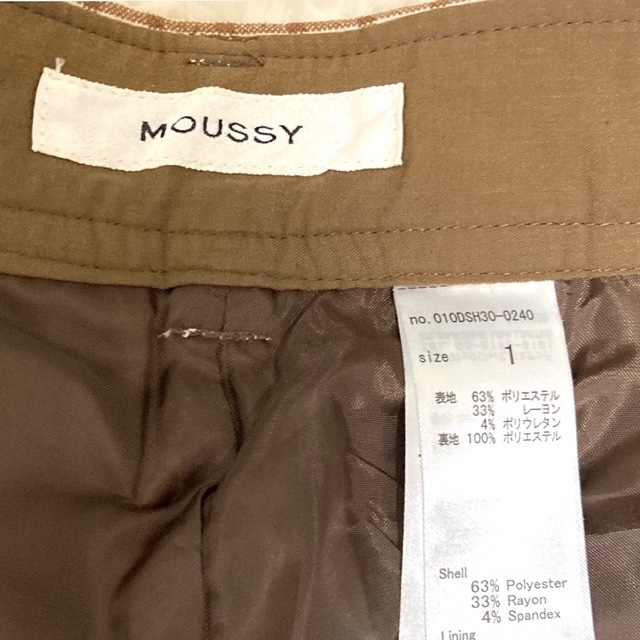 MOUSSY
no.010DSH30-0240
size 1
表地 63% ポリエステル
33% レーヨン
4% ポリウレタン
裏地 100% ポリエステル
Shell
63% Polyester
33% Rayon
4% Spandex
Lining